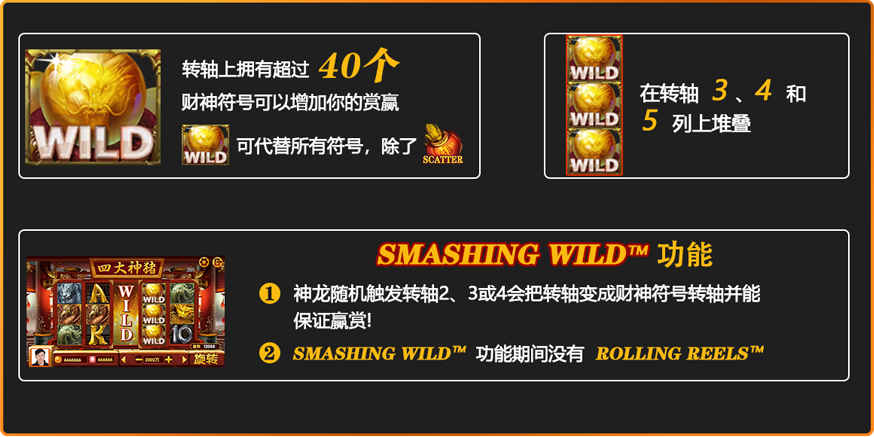 WILD
转轴上拥有超过 40个
财神符号可以增加你的赏赢
WILD 可代替所有符号，除了 SCATTER
WILD
WILD
WILD
在转轴 3、4 和
5 列上堆叠
SMASHING WILD™ 功能
四大神猪
A
K
WILD
WILD
WILD
WILD
10
6666666
旋转
1 神龙随机触发转轴2、3或4会把转轴变成财神符号转轴并能
保证赢赏!
2 SMASHING WILD™ 功能期间没有 ROLLING REELS™